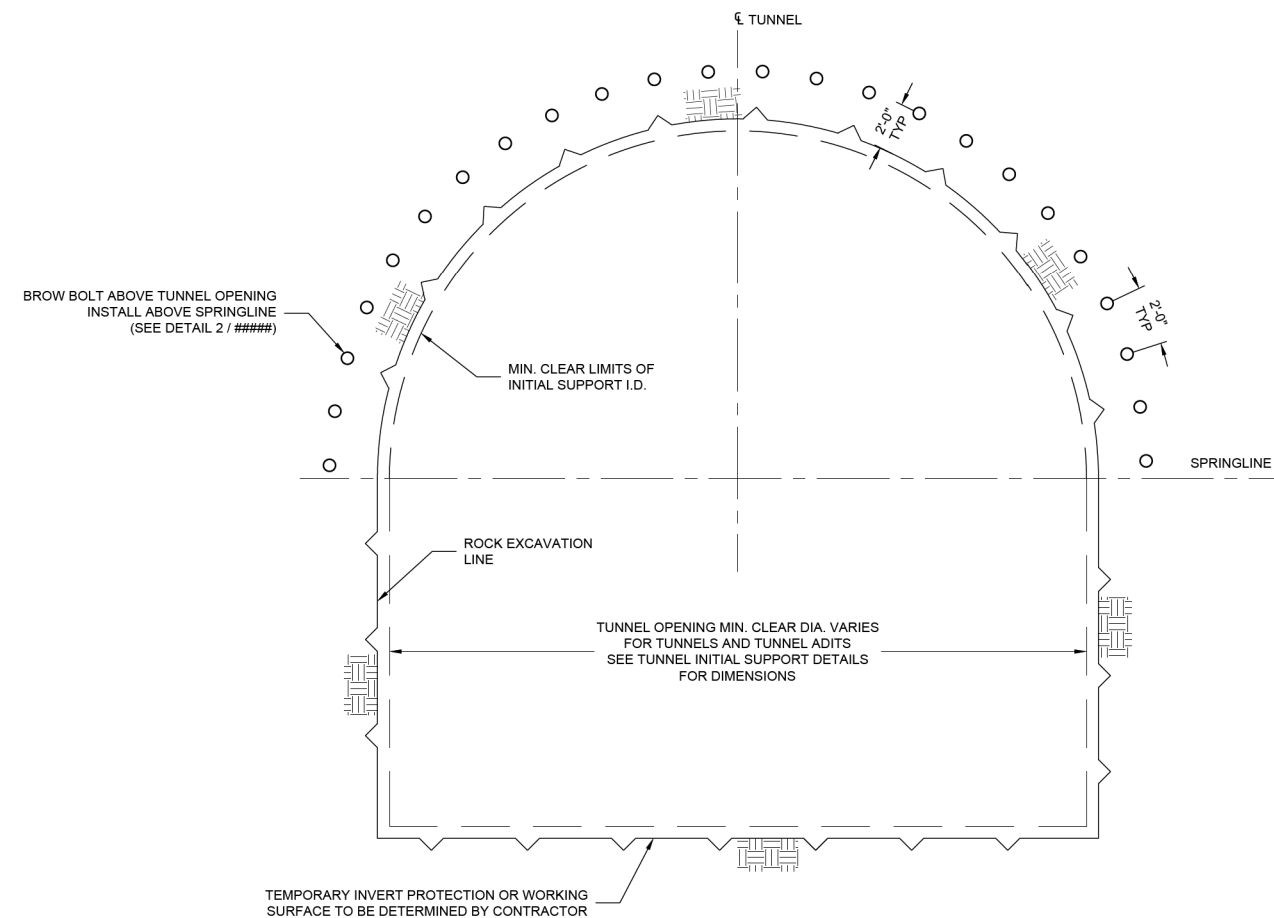 ℄ TUNNEL
2'-0"
TYP
BROW BOLT ABOVE TUNNEL OPENING
INSTALL ABOVE SPRINGLINE
(SEE DETAIL 2 / #####)
2'-0"
TYP
MIN. CLEAR LIMITS OF
INITIAL SUPPORT I.D.
SPRINGLINE
ROCK EXCAVATION
LINE
TUNNEL OPENING MIN. CLEAR DIA. VARIES
FOR TUNNELS AND TUNNEL ADITS
SEE TUNNEL INITIAL SUPPORT DETAILS
FOR DIMENSIONS
TEMPORARY INVERT PROTECTION OR WORKING
SURFACE TO BE DETERMINED BY CONTRACTOR